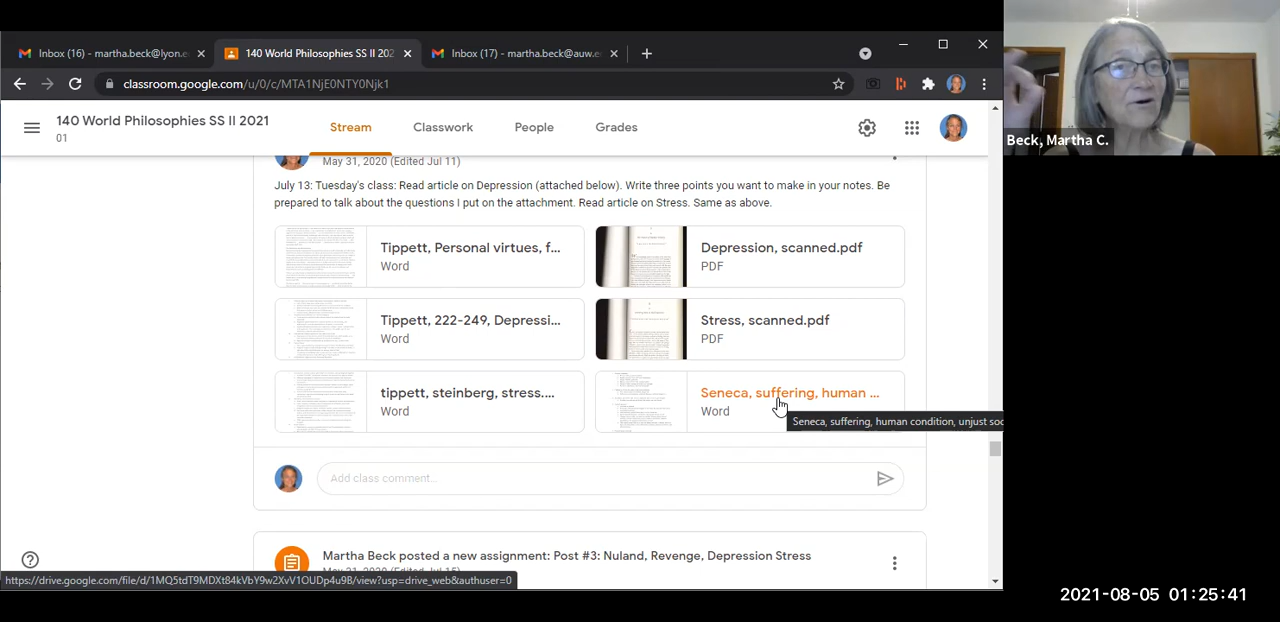 Inbox (16) - martha.beck@lyon.e
140 World Philosophies SS II 202
Inbox (17) - martha.beck@auw.e
classroom.google.com/u/0/c/MTA1NjE0NTY0Njk1
140 World Philosophies SS II 2021
01
Stream
Classwork
People
Grades
Beck, Martha C.
May 31, 2020 (Edited Jul 11)
July 13: Tuesday's class: Read article on Depression (attached below). Write three points you want to make in your notes. Be
prepared to talk about the questions I put on the attachment. Read article on Stress. Same as above.
Tippett, Personal virtues, f...
Word
Depression, scanned.pdf
PDF
Tippett, 222-234 Depressi...
Word
Stress, scanned.pdf
PDF
tippett, steinberg, stress....
Word
Seneca, suffering, human ...
Word
Seneca, suffering, human condition, unjust soc
Add class comment...
Martha Beck posted a new assignment: Post #3: Nuland, Revenge, Depression Stress
May 31, 2020 (Edited Jul 15)
https://drive.google.com/file/d/1MQ5tdT9MDXt84kVbY9w2XvV1OUDp4u9B/view?usp=drive_web&authuser=0
2021-08-05 01:25:41